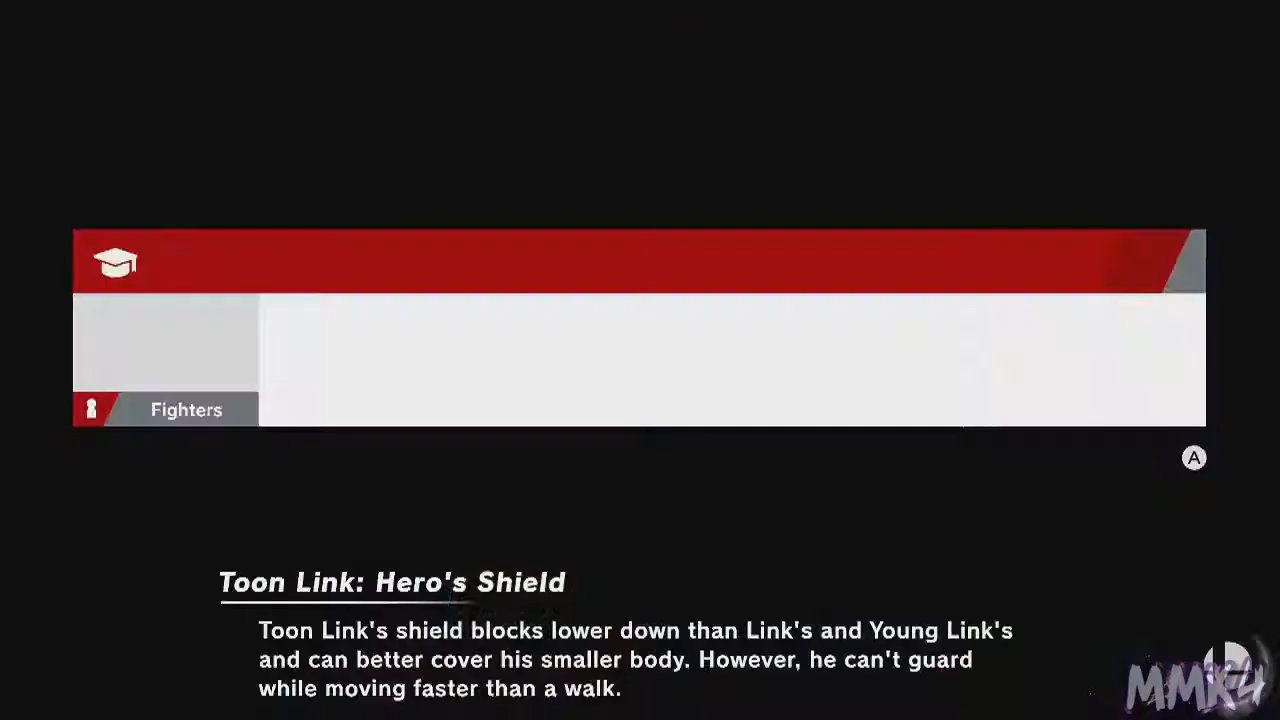 Fighters
A
Toon Link: Hero's Shield
Toon Link's shield blocks lower down than Link's and Young Link's
and can better cover his smaller body. However, he can't guard
while moving faster than a walk.
MMK4